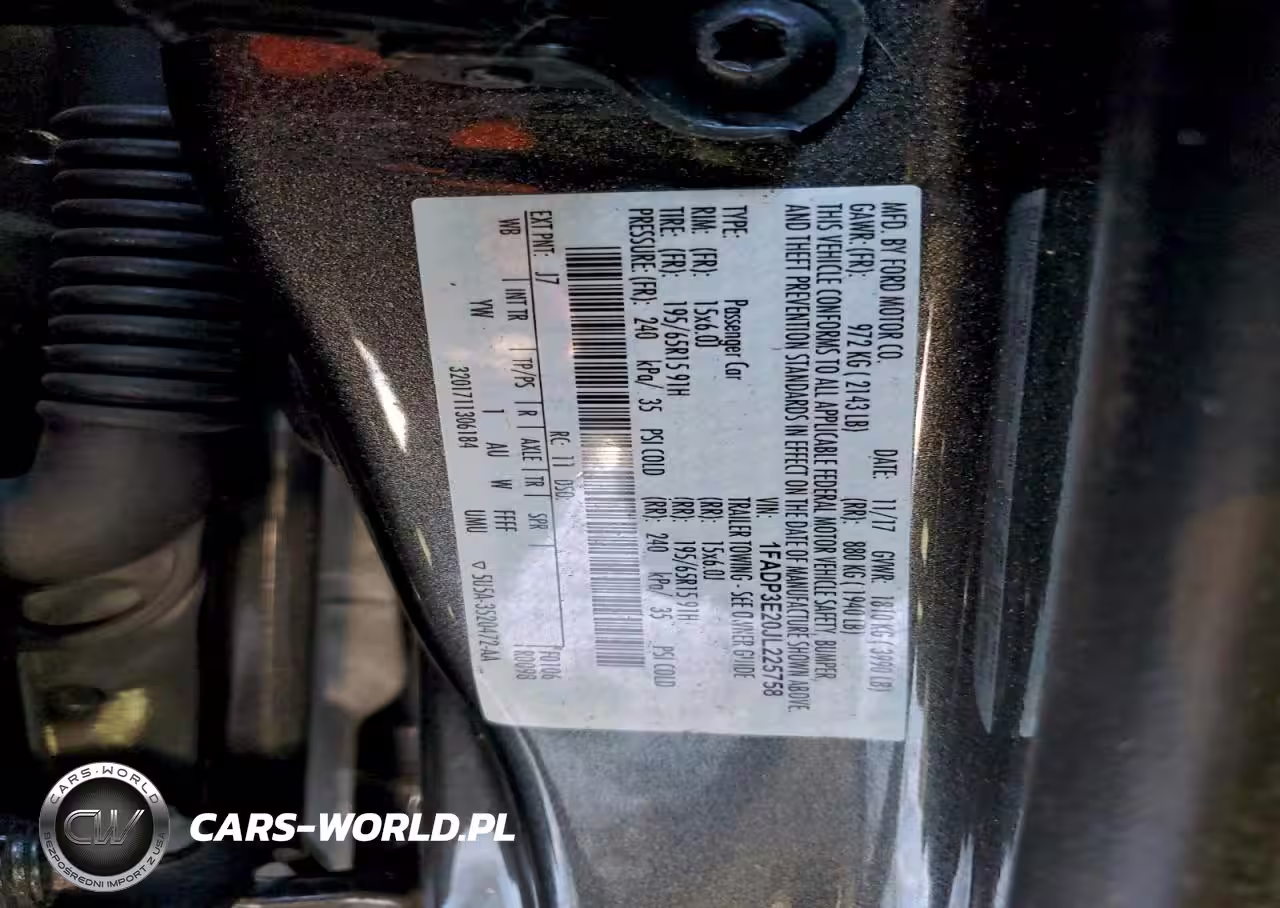 MFD. BY FORD MOTOR CO.
DATE: 11/17 GVWR: 1810 KG ( 3990 LB)
GAWR: (FR): 972 KG ( 2143 LB) (RR): 880 KG ( 1940 LB)
THIS VEHICLE CONFORMS TO ALL APPLICABLE FEDERAL MOTOR VEHICLE SAFETY, BUMPER
AND THEFT PREVENTION STANDARDS IN EFFECT ON THE DATE OF MANUFACTURE SHOWN ABOVE.
VIN: 1FADP3E20JL225758
TYPE: Passenger Car TRAILER TOWING - SEE OWNER GUIDE
RIM: (FR): 15x6.0J (RR): 15x6.0J
TIRE: (FR): 195/65R15 91H (RR): 195/65R15 91H
PRESSURE (FR): 240 kPa/ 35 PSI COLD (RR): 240 kPa/ 35 PSI COLD
EXT PNT: J7 RC: 11 DSO: F0186
R0098
WB | INT TR | TP/PS | R | AXLE | TR | SPR |
YW 1 AU W FFFF
3201711306184 UNU ▽ 5U5A-3520472-AA
CARS-WORLD
CW
BEZPOŚREDNI IMPORT Z USA
CARS-WORLD.PL